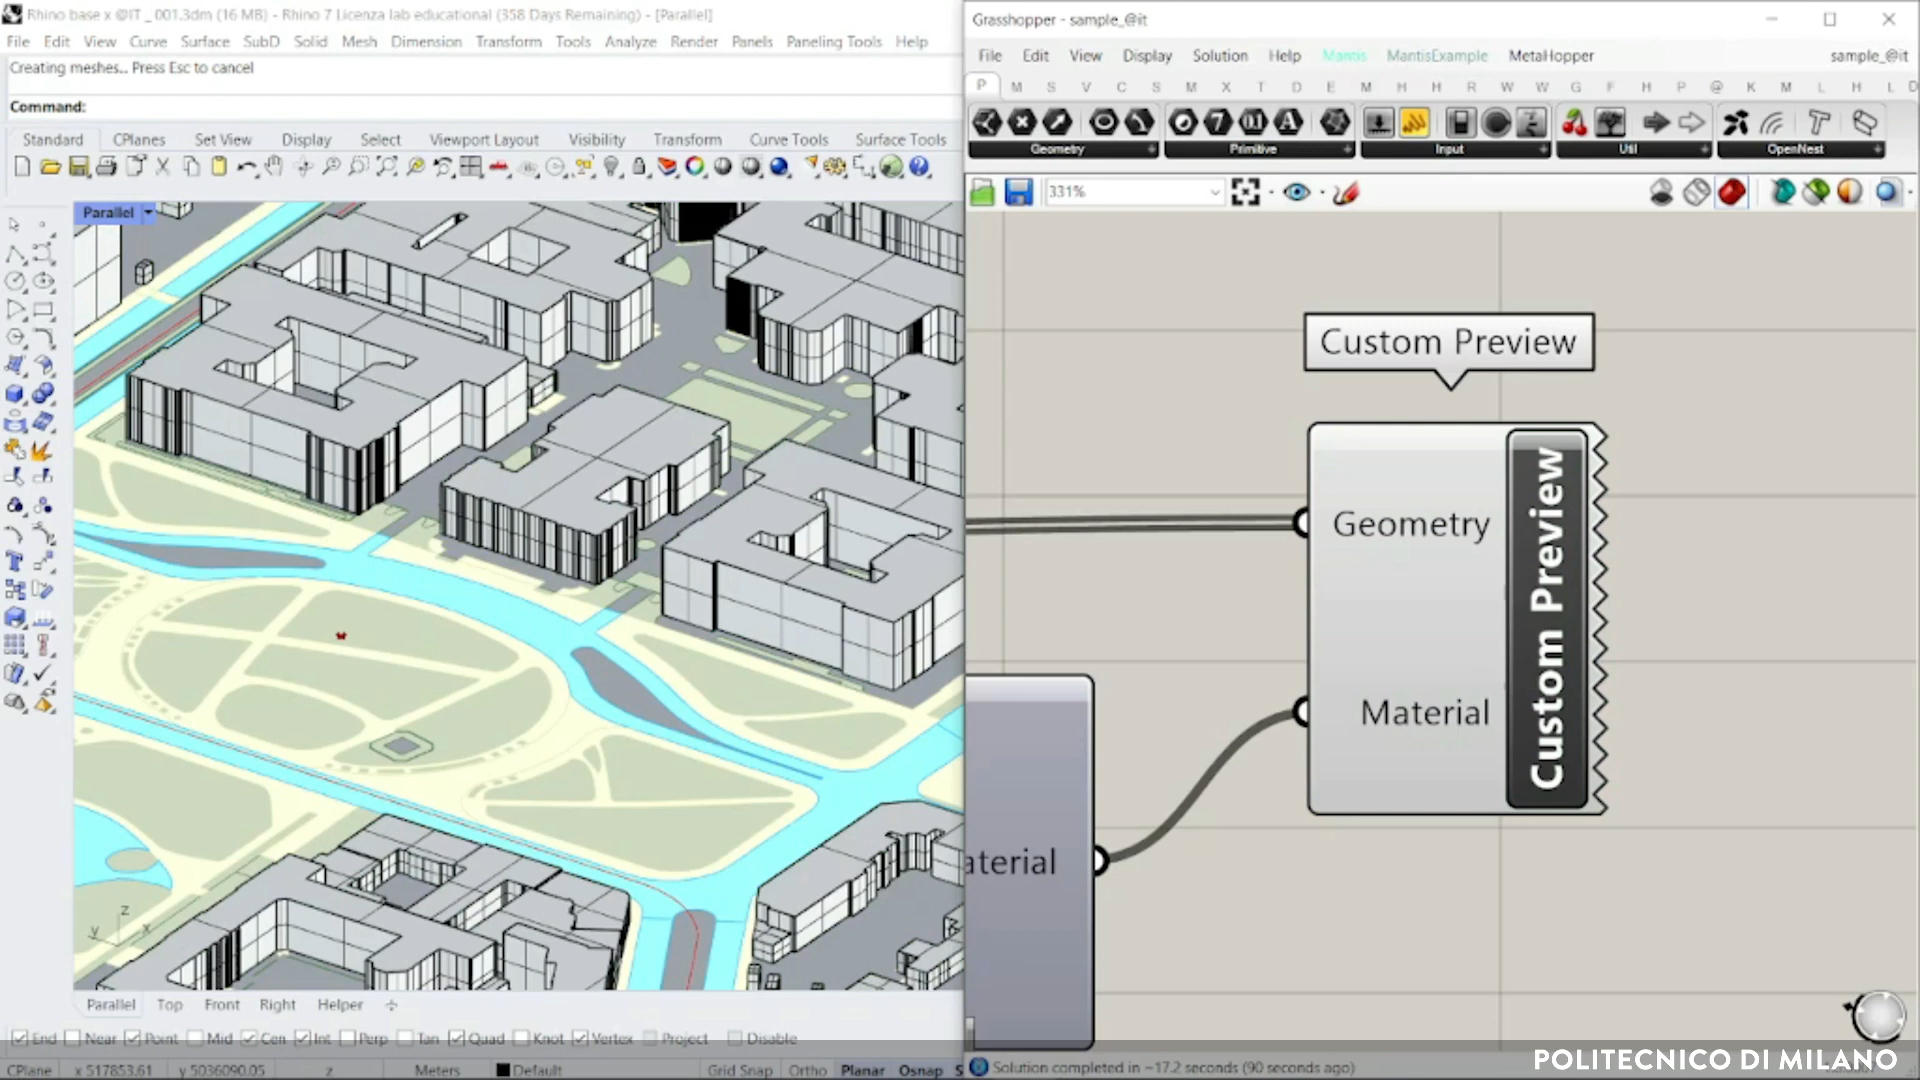 Rhino base x @IT _ 001.3dm (16 MB) - Rhino 7 Licenza lab educational (358 Days Remaining) - [Parallel]
File Edit View Curve Surface SubD Solid Mesh Dimension Transform Tools Analyze Render Panels Paneling Tools Help
Creating meshes... Press Esc to cancel
Command:
Standard CPlanes Set View Display Select Viewport Layout Visibility Transform Curve Tools Surface Tools
Parallel
z
y x
Parallel Top Front Right Helper
End Near Point Mid Cen Int Perp Tan Quad Knot Vertex Project Disable
CPlane x 517853.61 y 5036090.05 z Meters Default Grid Snap Ortho Planar Osnap S
Grasshopper - sample_@it
File Edit View Display Solution Help Mantis MantisExample MetaHopper sample_@it
P M S V C S M X T D E M H H R W W G F H P @ K M L H L D
Geometry Primitive Input Util OpenNest
331%
Custom Preview
Geometry
Material
Custom Preview
aterial
Solution completed in ~17.2 seconds (90 seconds ago)
POLITECNICO DI MILANO